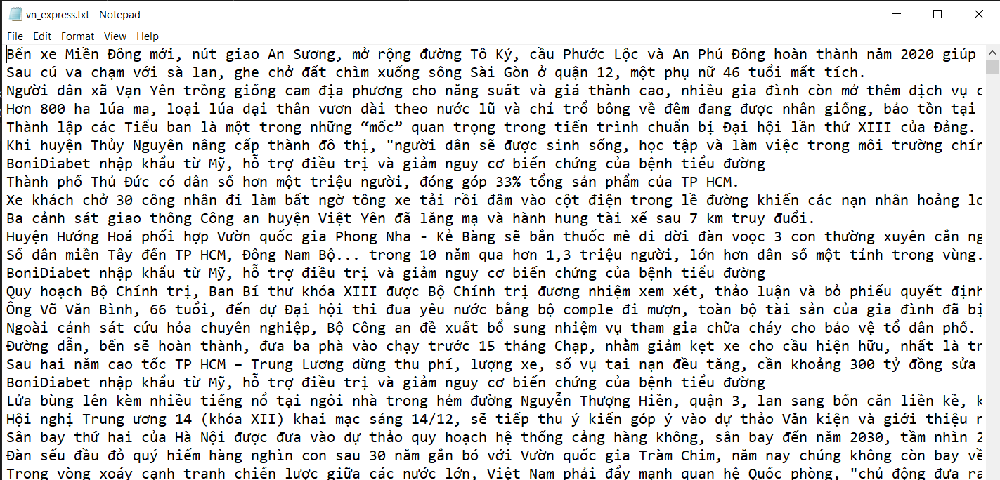 vn_express.txt - Notepad
File Edit Format View Help
Bến xe Miền Đông mới, nút giao An Sương, mở rộng đường Tô Ký, cầu Phước Lộc và An Phú Đông hoàn thành năm 2020 giúp
Sau cú va chạm với sà lan, ghe chở đất chìm xuống sông Sài Gòn ở quận 12, một phụ nữ 46 tuổi mất tích.
Người dân xã Vạn Yên trồng giống cam địa phương cho năng suất và giá thành cao, nhiều gia đình còn mở thêm dịch vụ
Hơn 800 ha lúa ma, loại lúa dại thân vươn dài theo nước lũ và chỉ trổ bông về đêm đang được nhân giống, bảo tồn tại
Thành lập các Tiểu ban là một trong những “mốc” quan trọng trong tiến trình chuẩn bị Đại hội lần thứ XIII của Đảng.
Khi huyện Thủy Nguyên nâng cấp thành đô thị, "người dân sẽ được sinh sống, học tập và làm việc trong môi trường
BoniDiabet nhập khẩu từ Mỹ, hỗ trợ điều trị và giảm nguy cơ biến chứng của bệnh tiểu đường
Thành phố Thủ Đức có dân số hơn một triệu người, đóng góp 33% tổng sản phẩm của TP HCM.
Xe khách chở 30 công nhân đi làm bất ngờ tông xe tải rồi đâm vào cột điện trong lề đường khiến các nạn nhân hoảng
Ba cảnh sát giao thông Công an huyện Việt Yên đã lăng mạ và hành hung tài xế sau 7 km truy đuổi.
Huyện Hướng Hoá phối hợp Vườn quốc gia Phong Nha - Kẻ Bàng sẽ bắn thuốc mê di dời đàn voọc 3 con thường xuyên cắn
Số dân miền Tây đến TP HCM, Đông Nam Bộ... trong 10 năm qua hơn 1,3 triệu người, lớn hơn dân số một tỉnh trong vùng.
BoniDiabet nhập khẩu từ Mỹ, hỗ trợ điều trị và giảm nguy cơ biến chứng của bệnh tiểu đường
Quy hoạch Bộ Chính trị, Ban Bí thư khóa XIII được Bộ Chính trị đương nhiệm xem xét, thảo luận và bỏ phiếu quyết định
Ông Võ Văn Bình, 66 tuổi, đến dự Đại hội thi đua yêu nước bằng bộ comple đi mượn, toàn bộ tài sản của gia đình đã bị
Ngoài cảnh sát cứu hỏa chuyên nghiệp, Bộ Công an đề xuất bổ sung nhiệm vụ tham gia chữa cháy cho bảo vệ tổ dân phố.
Đường dẫn, bến sẽ hoàn thành, đưa ba phà vào chạy trước 15 tháng Chạp, nhằm giảm kẹt xe cho cầu hiện hữu, nhất là
Sau hai năm cao tốc TP HCM – Trung Lương dừng thu phí, lượng xe, số vụ tai nạn đều tăng, cần khoảng 300 tỷ đồng sửa
BoniDiabet nhập khẩu từ Mỹ, hỗ trợ điều trị và giảm nguy cơ biến chứng của bệnh tiểu đường
Lửa bùng lên kèm nhiều tiếng nổ tại ngôi nhà trong hẻm đường Nguyễn Thượng Hiền, quận 3, lan sang bốn căn liền kề,
Hội nghị Trung ương 14 (khóa XII) khai mạc sáng 14/12, sẽ tiếp thu ý kiến góp ý vào dự thảo Văn kiện và giới thiệu
Sân bay thứ hai của Hà Nội được đưa vào dự thảo quy hoạch hệ thống cảng hàng không, sân bay đến năm 2030, tầm nhìn
Đàn sếu đầu đỏ quý hiếm hàng nghìn con sau 30 năm gắn bó với Vườn quốc gia Tràm Chim, năm nay chúng không còn bay về
Trong vòng xoáy cạnh tranh chiến lược giữa các nước lớn, Việt Nam phải đẩy mạnh quan hệ Quốc phòng, "chủ động đưa ra